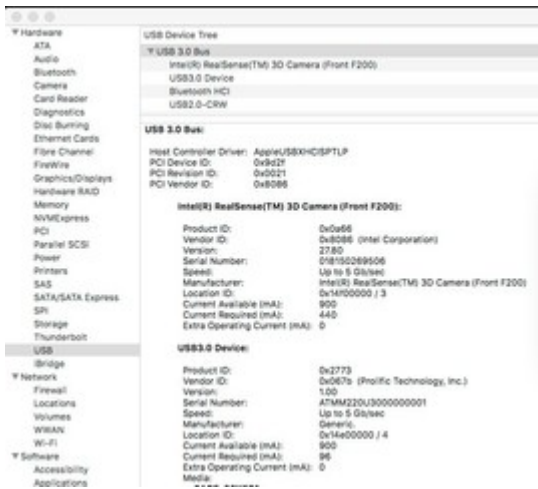 Hardware
ATA
Audio
Bluetooth
Camera
Card Reader
Diagnostics
Disc Burning
Ethernet Cards
Fibre Channel
FireWire
Graphics/Displays
Hardware RAID
Memory
NVMExpress
PCI
Parallel SCSI
Power
Printers
SAS
SATA/SATA Express
SPI
Storage
Thunderbolt
USB
iBridge
Network
Firewall
Locations
Volumes
WWAN
Wi-Fi
Software
Accessibility
Applications
USB Device Tree
USB 3.0 Bus
Intel(R) RealSense(TM) 3D Camera (Front F200)
USB3.0 Device
Bluetooth HCI
USB2.0-CRW
USB 3.0 Bus:
Host Controller Driver: AppleUSBXHCISPTLP
PCI Device ID: 0x9d2f
PCI Revision ID: 0x0021
PCI Vendor ID: 0x8086
Intel(R) RealSense(TM) 3D Camera (Front F200):
Product ID: 0x0a66
Vendor ID: 0x8086 (Intel Corporation)
Version: 27.80
Serial Number: 018150269506
Speed: Up to 5 Gb/sec
Manufacturer: Intel(R) RealSense(TM) 3D Camera (Front F200)
Location ID: 0x14f00000 / 3
Current Available (mA): 900
Current Required (mA): 440
Extra Operating Current (mA): 0
USB3.0 Device:
Product ID: 0x2773
Vendor ID: 0x067b (Prolific Technology, Inc.)
Version: 1.00
Serial Number: ATMM220U3000000001
Speed: Up to 5 Gb/sec
Manufacturer: Generic.
Location ID: 0x14e00000 / 4
Current Available (mA): 900
Current Required (mA): 96
Extra Operating Current (mA): 0
Media: